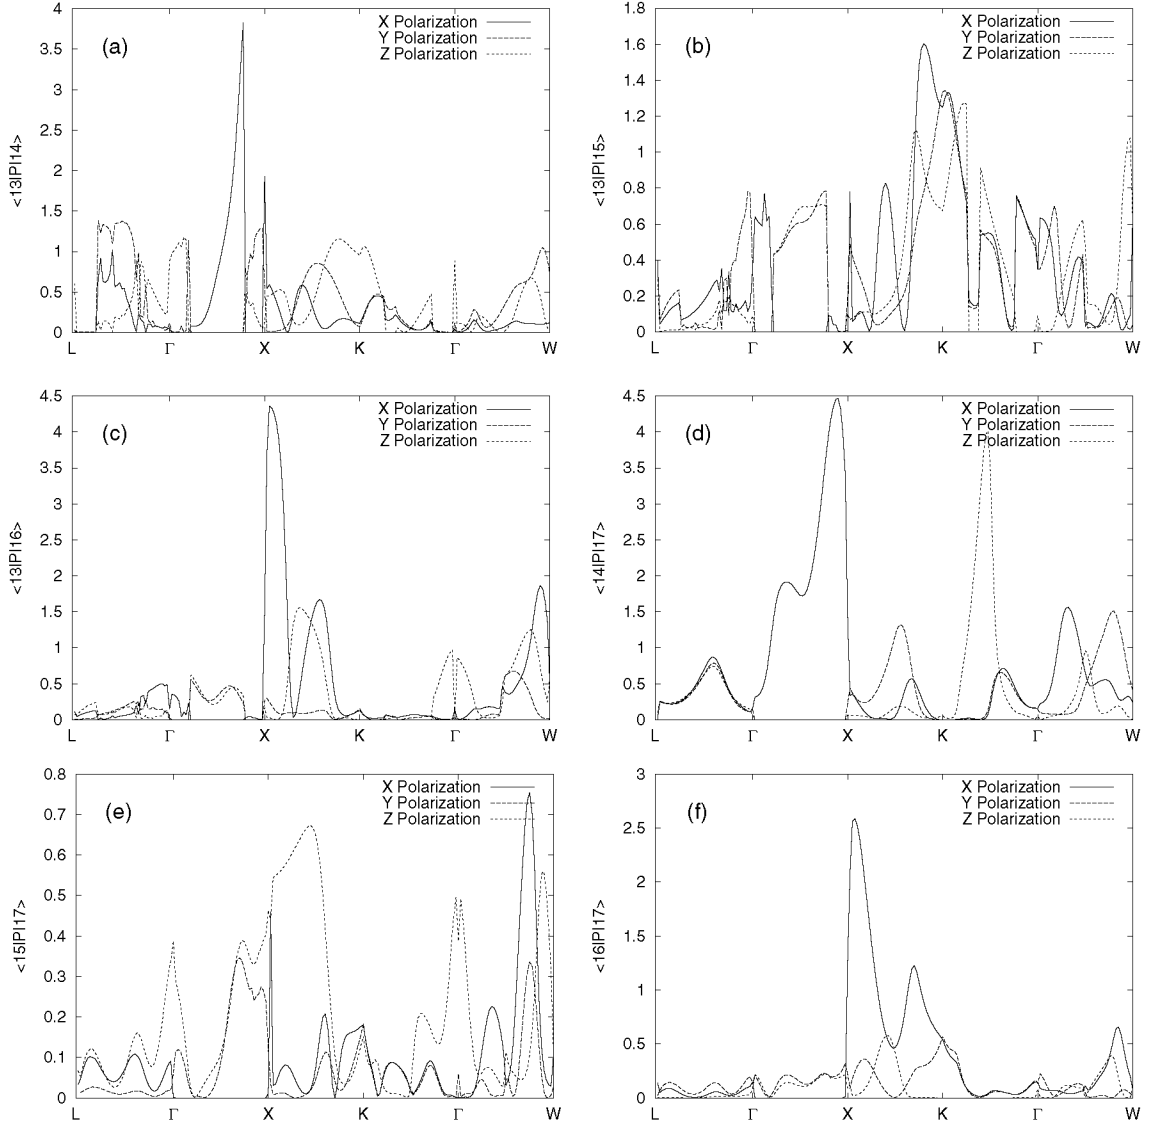 4
3.5
3
2.5
2
1.5
1
0.5
0
<13|P|14>
(a)
X Polarization
Y Polarization
Z Polarization
L Γ X K Γ W
1.8
1.6
1.4
1.2
1
0.8
0.6
0.4
0.2
0
<13|P|15>
(b)
X Polarization
Y Polarization
Z Polarization
L Γ X K Γ W
4.5
4
3.5
3
2.5
2
1.5
1
0.5
0
<13|P|16>
(c)
X Polarization
Y Polarization
Z Polarization
L Γ X K Γ W
4.5
4
3.5
3
2.5
2
1.5
1
0.5
0
<14|P|17>
(d)
X Polarization
Y Polarization
Z Polarization
L Γ X K Γ W
0.8
0.7
0.6
0.5
0.4
0.3
0.2
0.1
0
<15|P|17>
(e)
X Polarization
Y Polarization
Z Polarization
L Γ X K Γ W
3
2.5
2
1.5
1
0.5
0
<16|P|17>
(f)
X Polarization
Y Polarization
Z Polarization
L Γ X K Γ W